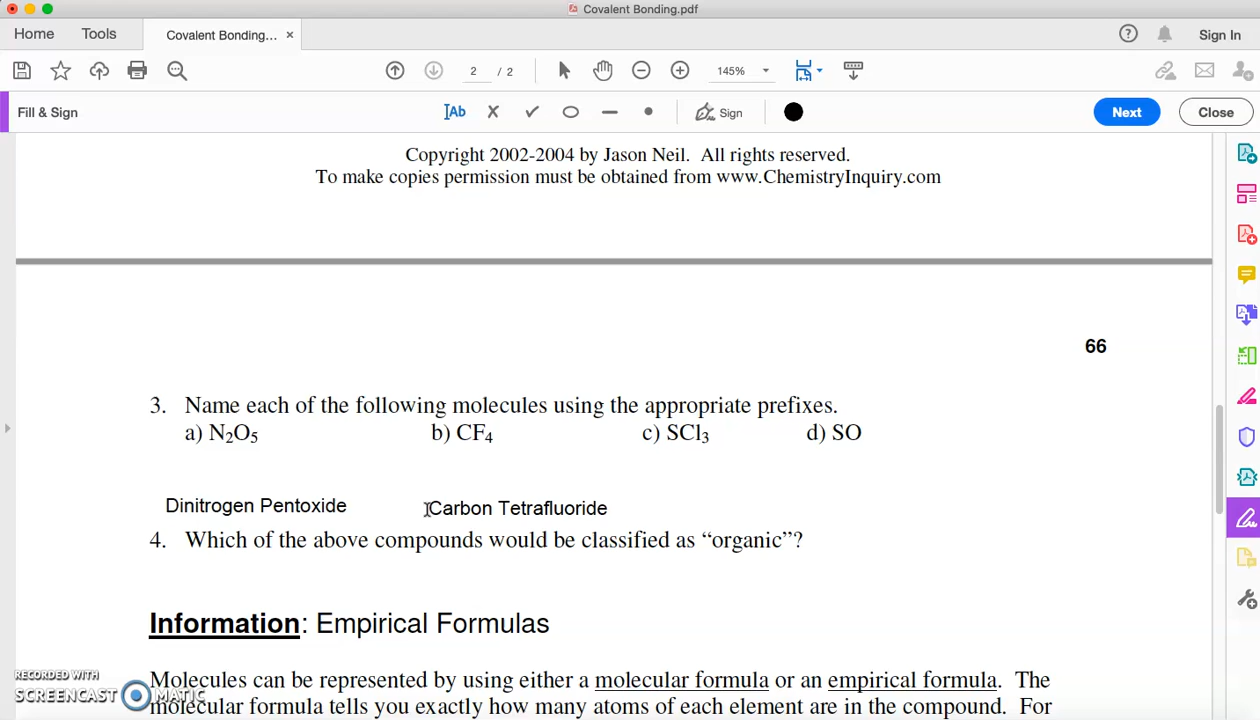 Covalent Bonding.pdf
Home Tools Covalent Bonding... × Sign In
2 / 2 145%
Fill & Sign Ab Sign Next Close
Copyright 2002-2004 by Jason Neil. All rights reserved.
To make copies permission must be obtained from www.ChemistryInquiry.com
66
3. Name each of the following molecules using the appropriate prefixes.
a) N₂O₅ b) CF₄ c) SCl₃ d) SO
Dinitrogen Pentoxide Carbon Tetrafluoride
4. Which of the above compounds would be classified as “organic”?
Information: Empirical Formulas
RECORDED WITH
SCREENCAST MATIC
Molecules can be represented by using either a molecular formula or an empirical formula. The
molecular formula tells you exactly how many atoms of each element are in the compound. For